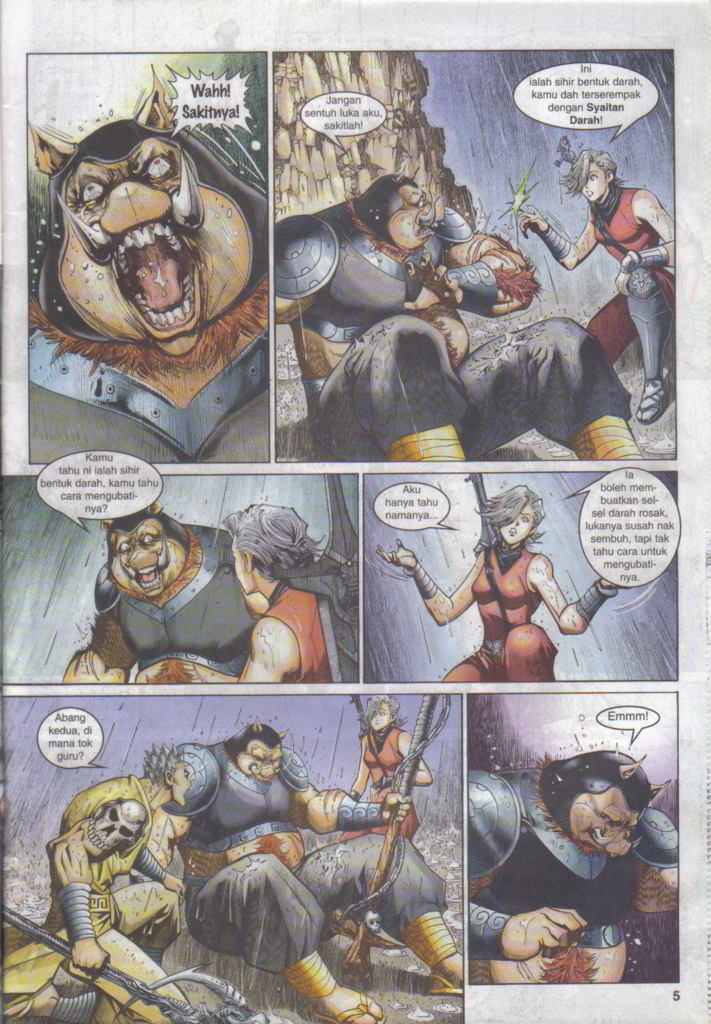 Wahh!
Sakitnya!
Jangan
sentuh luka aku,
sakitlah!
Ini
ialah sihir bentuk darah,
kamu dah terserempak
dengan Syaitan
Darah!
Kamu
tahu ni ialah sihir
bentuk darah, kamu tahu
cara mengubati-
nya?
Aku
hanya tahu
namanya...
Ia
boleh mem-
buatkan sel-
sel darah rosak,
lukanya susah nak
sembuh, tapi tak
tahu cara untuk
mengubati-
nya.
Abang
kedua, di
mana tok
guru?
Emmm!
5